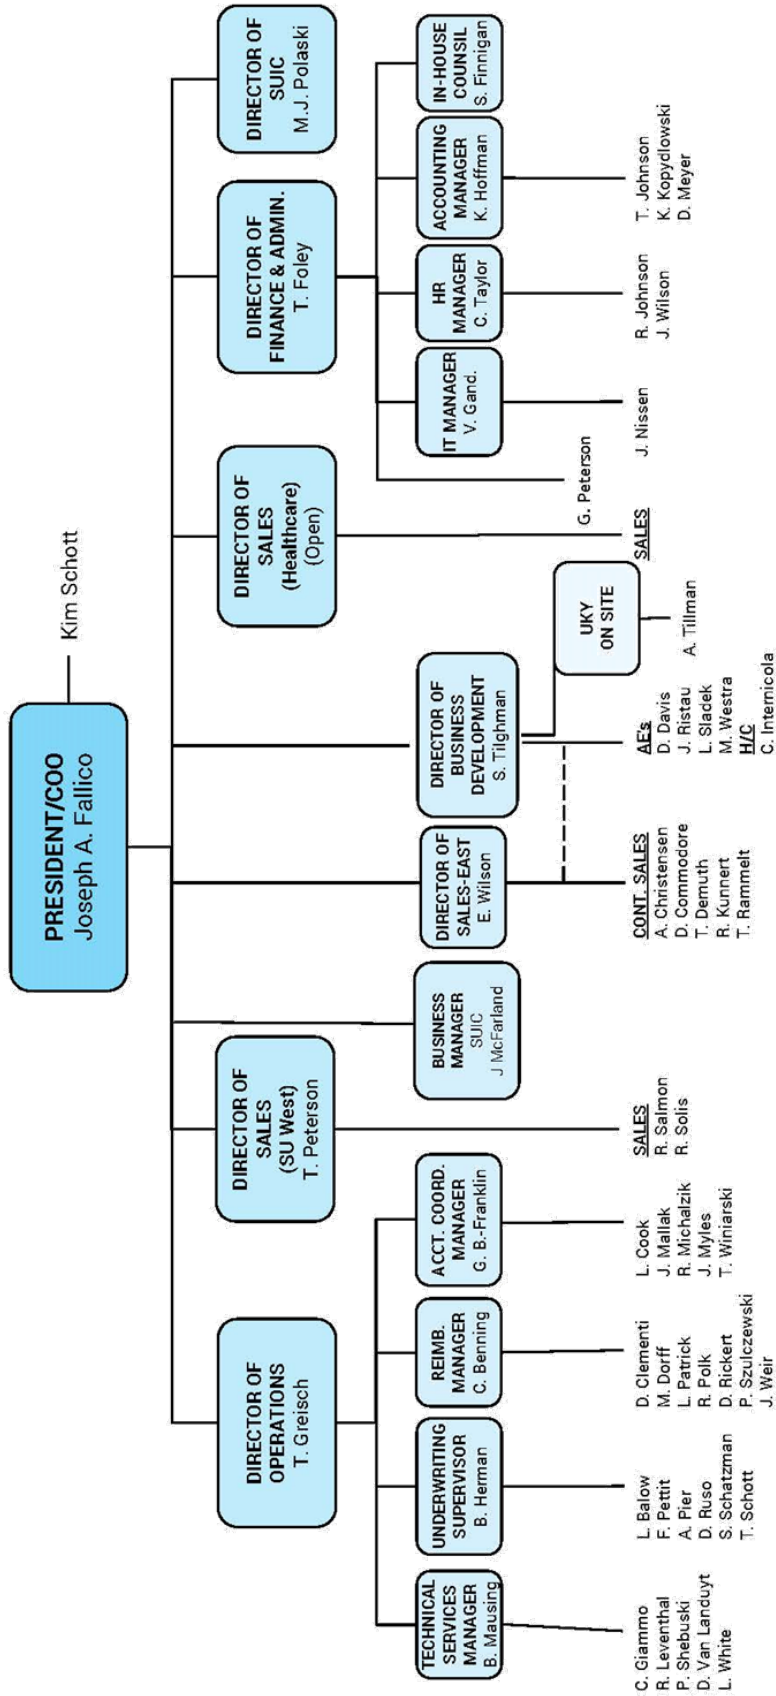 PRESIDENT/COO
Joseph A. Fallico
Kim Schott
DIRECTOR OF
OPERATIONS
T. Greisch
DIRECTOR OF
SALES
(SU West)
T. Peterson
DIRECTOR OF
SALES
(Healthcare)
(Open)
DIRECTOR OF
FINANCE & ADMIN.
T. Foley
DIRECTOR OF
SUIC
M.J. Polaski
TECHNICAL
SERVICES
MANAGER
B. Mausing
UNDERWRITING
SUPERVISOR
B. Herman
REIMB.
MANAGER
C. Benning
ACCT. COORD.
MANAGER
G. B.-Franklin
BUSINESS
MANAGER
SUIC
J McFarland
DIRECTOR OF
SALES-EAST
E. Wilson
DIRECTOR OF
BUSINESS
DEVELOPMENT
S. Tilghman
IT MANAGER
V. Gand.
HR
MANAGER
C. Taylor
ACCOUNTING
MANAGER
K. Hoffman
IN-HOUSE
COUNSIL
S. Finnigan
UKY
ON SITE
G. Peterson
C. Giammo
R. Leventhal
P. Shebuski
D. Van Landuyt
L. White
L. Balow
F. Pettit
A. Pier
D. Ruso
S. Schatzman
T. Schott
D. Clementi
M. Dorff
L. Patrick
R. Polk
D. Rickert
P. Szulczewski
J. Weir
L. Cook
J. Mallak
R. Michalzik
J. Myles
T. Winiarski
SALES
R. Salmon
R. Solis
CONT. SALES
A. Christensen
D. Commodore
T. Demuth
R. Kunnert
T. Rammelt
AE's
D. Davis
J. Ristau
L. Sladek
M. Westra
H/C
C. Internicola
A. Tillman
SALES
J. Nissen
R. Johnson
J. Wilson
T. Johnson
K. Kopydlowski
D. Meyer